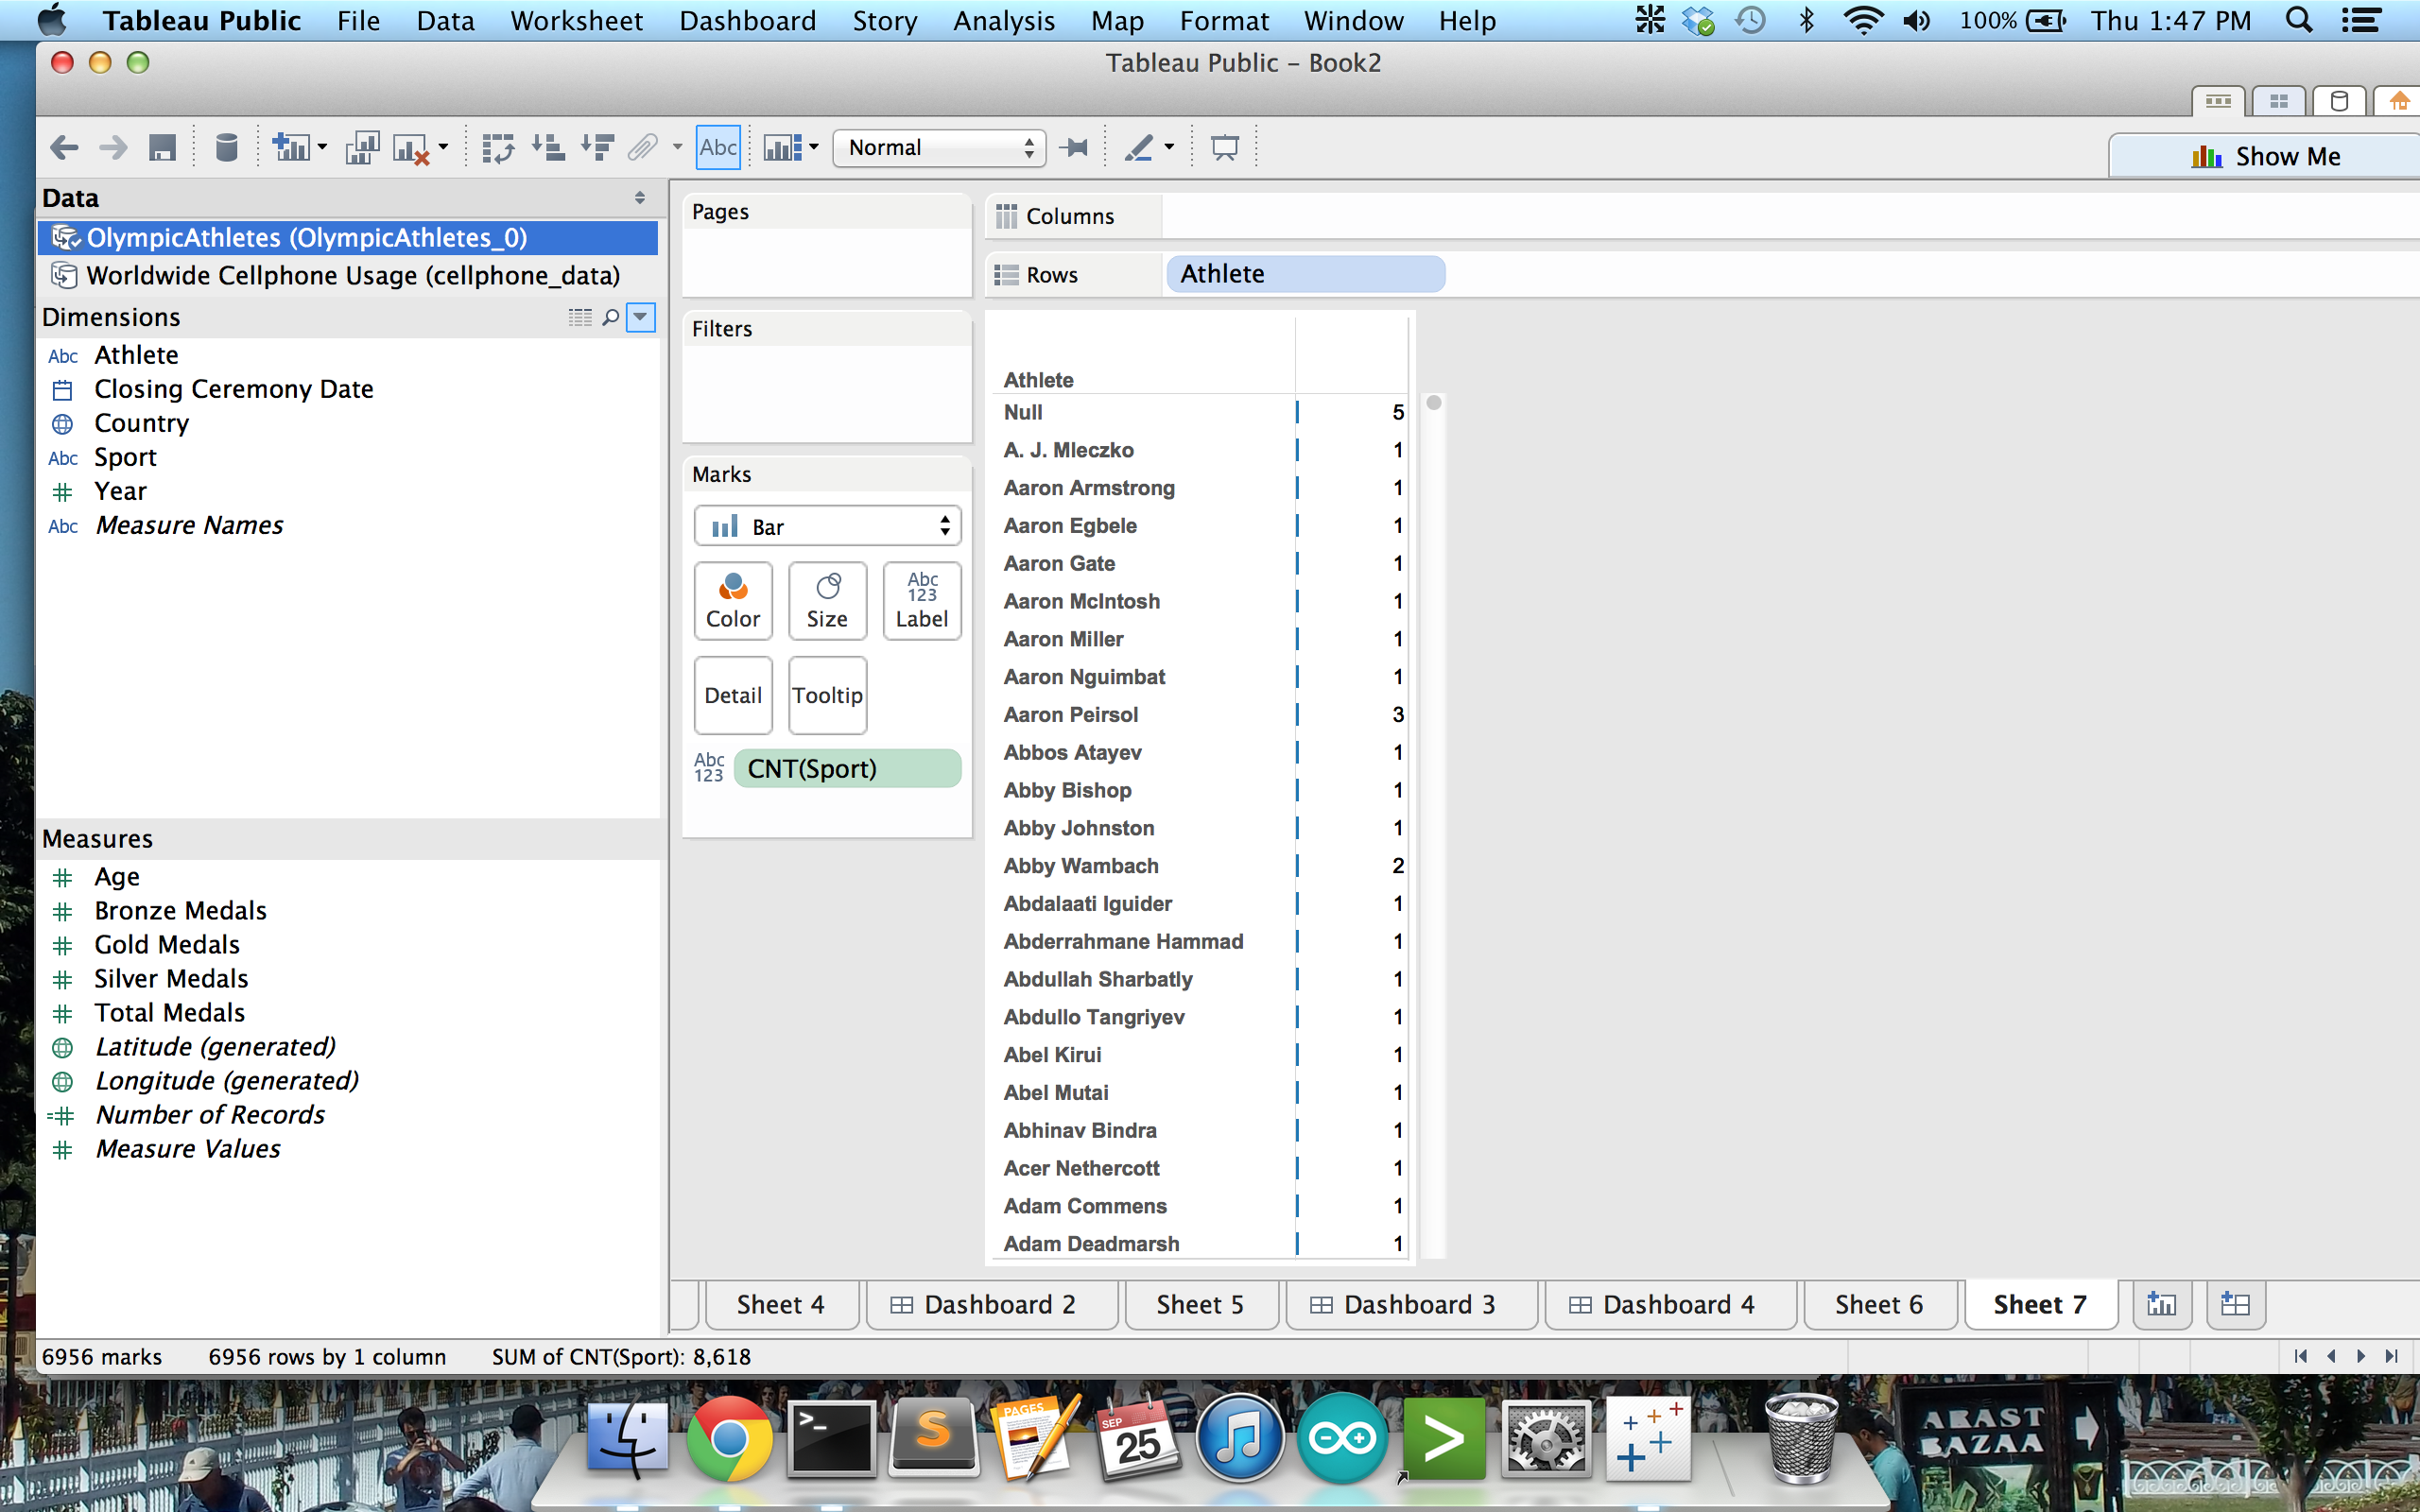 Tableau Public File Data Worksheet Dashboard Story Analysis Map Format Window Help 100% Thu 1:47 PM
Tableau Public – Book2
Abc Normal Show Me
Data
OlympicAthletes (OlympicAthletes_0)
Worldwide Cellphone Usage (cellphone_data)
Dimensions
Abc Athlete
Closing Ceremony Date
Country
Abc Sport
Year
Abc Measure Names
Measures
Age
Bronze Medals
Gold Medals
Silver Medals
Total Medals
Latitude (generated)
Longitude (generated)
=# Number of Records
Measure Values
Pages
Filters
Marks
Bar
Color Size Abc 123 Label
Detail Tooltip
Abc 123 CNT(Sport)
Columns
Rows Athlete
Athlete
Null 5
A. J. Mleczko 1
Aaron Armstrong 1
Aaron Egbele 1
Aaron Gate 1
Aaron McIntosh 1
Aaron Miller 1
Aaron Nguimbat 1
Aaron Peirsol 3
Abbos Atayev 1
Abby Bishop 1
Abby Johnston 1
Abby Wambach 2
Abdalaati Iguider 1
Abderrahmane Hammad 1
Abdullah Sharbatly 1
Abdullo Tangriyev 1
Abel Kirui 1
Abel Mutai 1
Abhinav Bindra 1
Acer Nethercott 1
Adam Commens 1
Adam Deadmarsh 1
Sheet 4 Dashboard 2 Sheet 5 Dashboard 3 Dashboard 4 Sheet 6 Sheet 7
6956 marks 6956 rows by 1 column SUM of CNT(Sport): 8,618
PAGES
SEP
25
ARAST
BAZAA